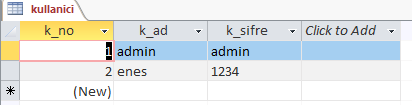 kullanici
k_no k_ad k_sifre Click to Add
1 admin admin
2 enes 1234
(New)